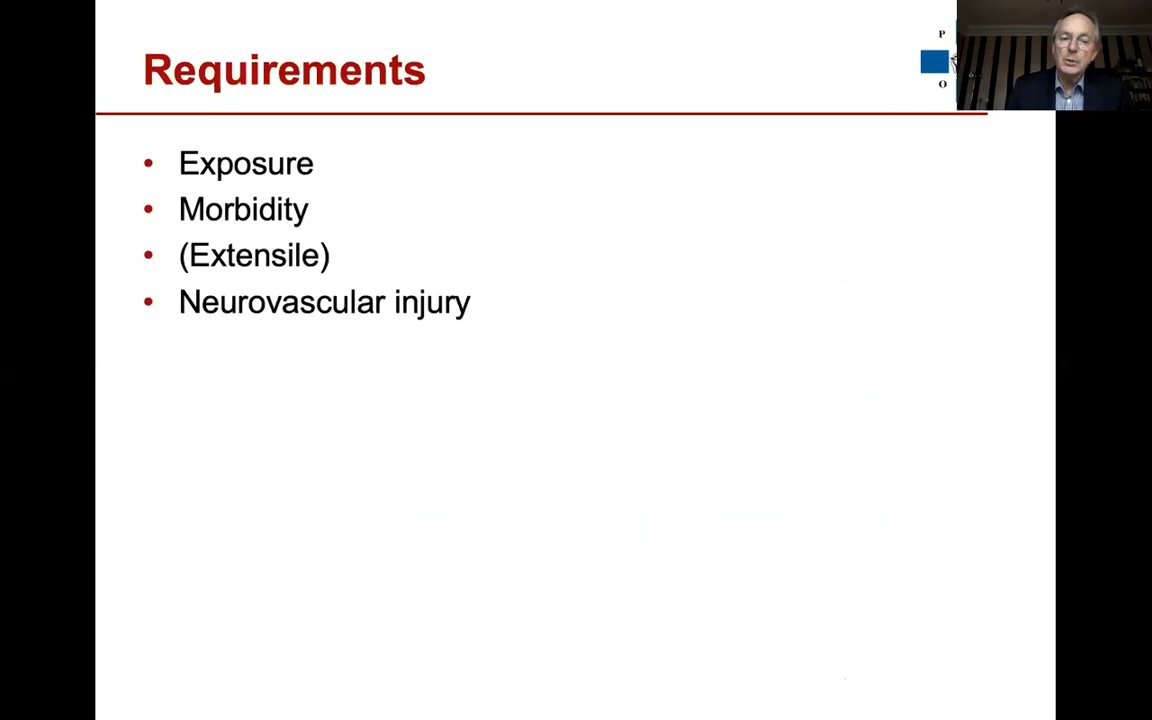 Requirements
P
O
• Exposure
• Morbidity
• (Extensile)
• Neurovascular injury